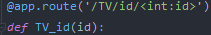 @app.route('/TV/id/<int:id>')
def TV_id(id):